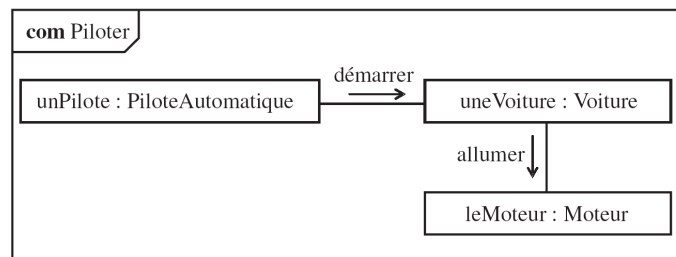 com Piloter
démarrer
unPilote : PiloteAutomatique
uneVoiture : Voiture
allumer
leMoteur : Moteur